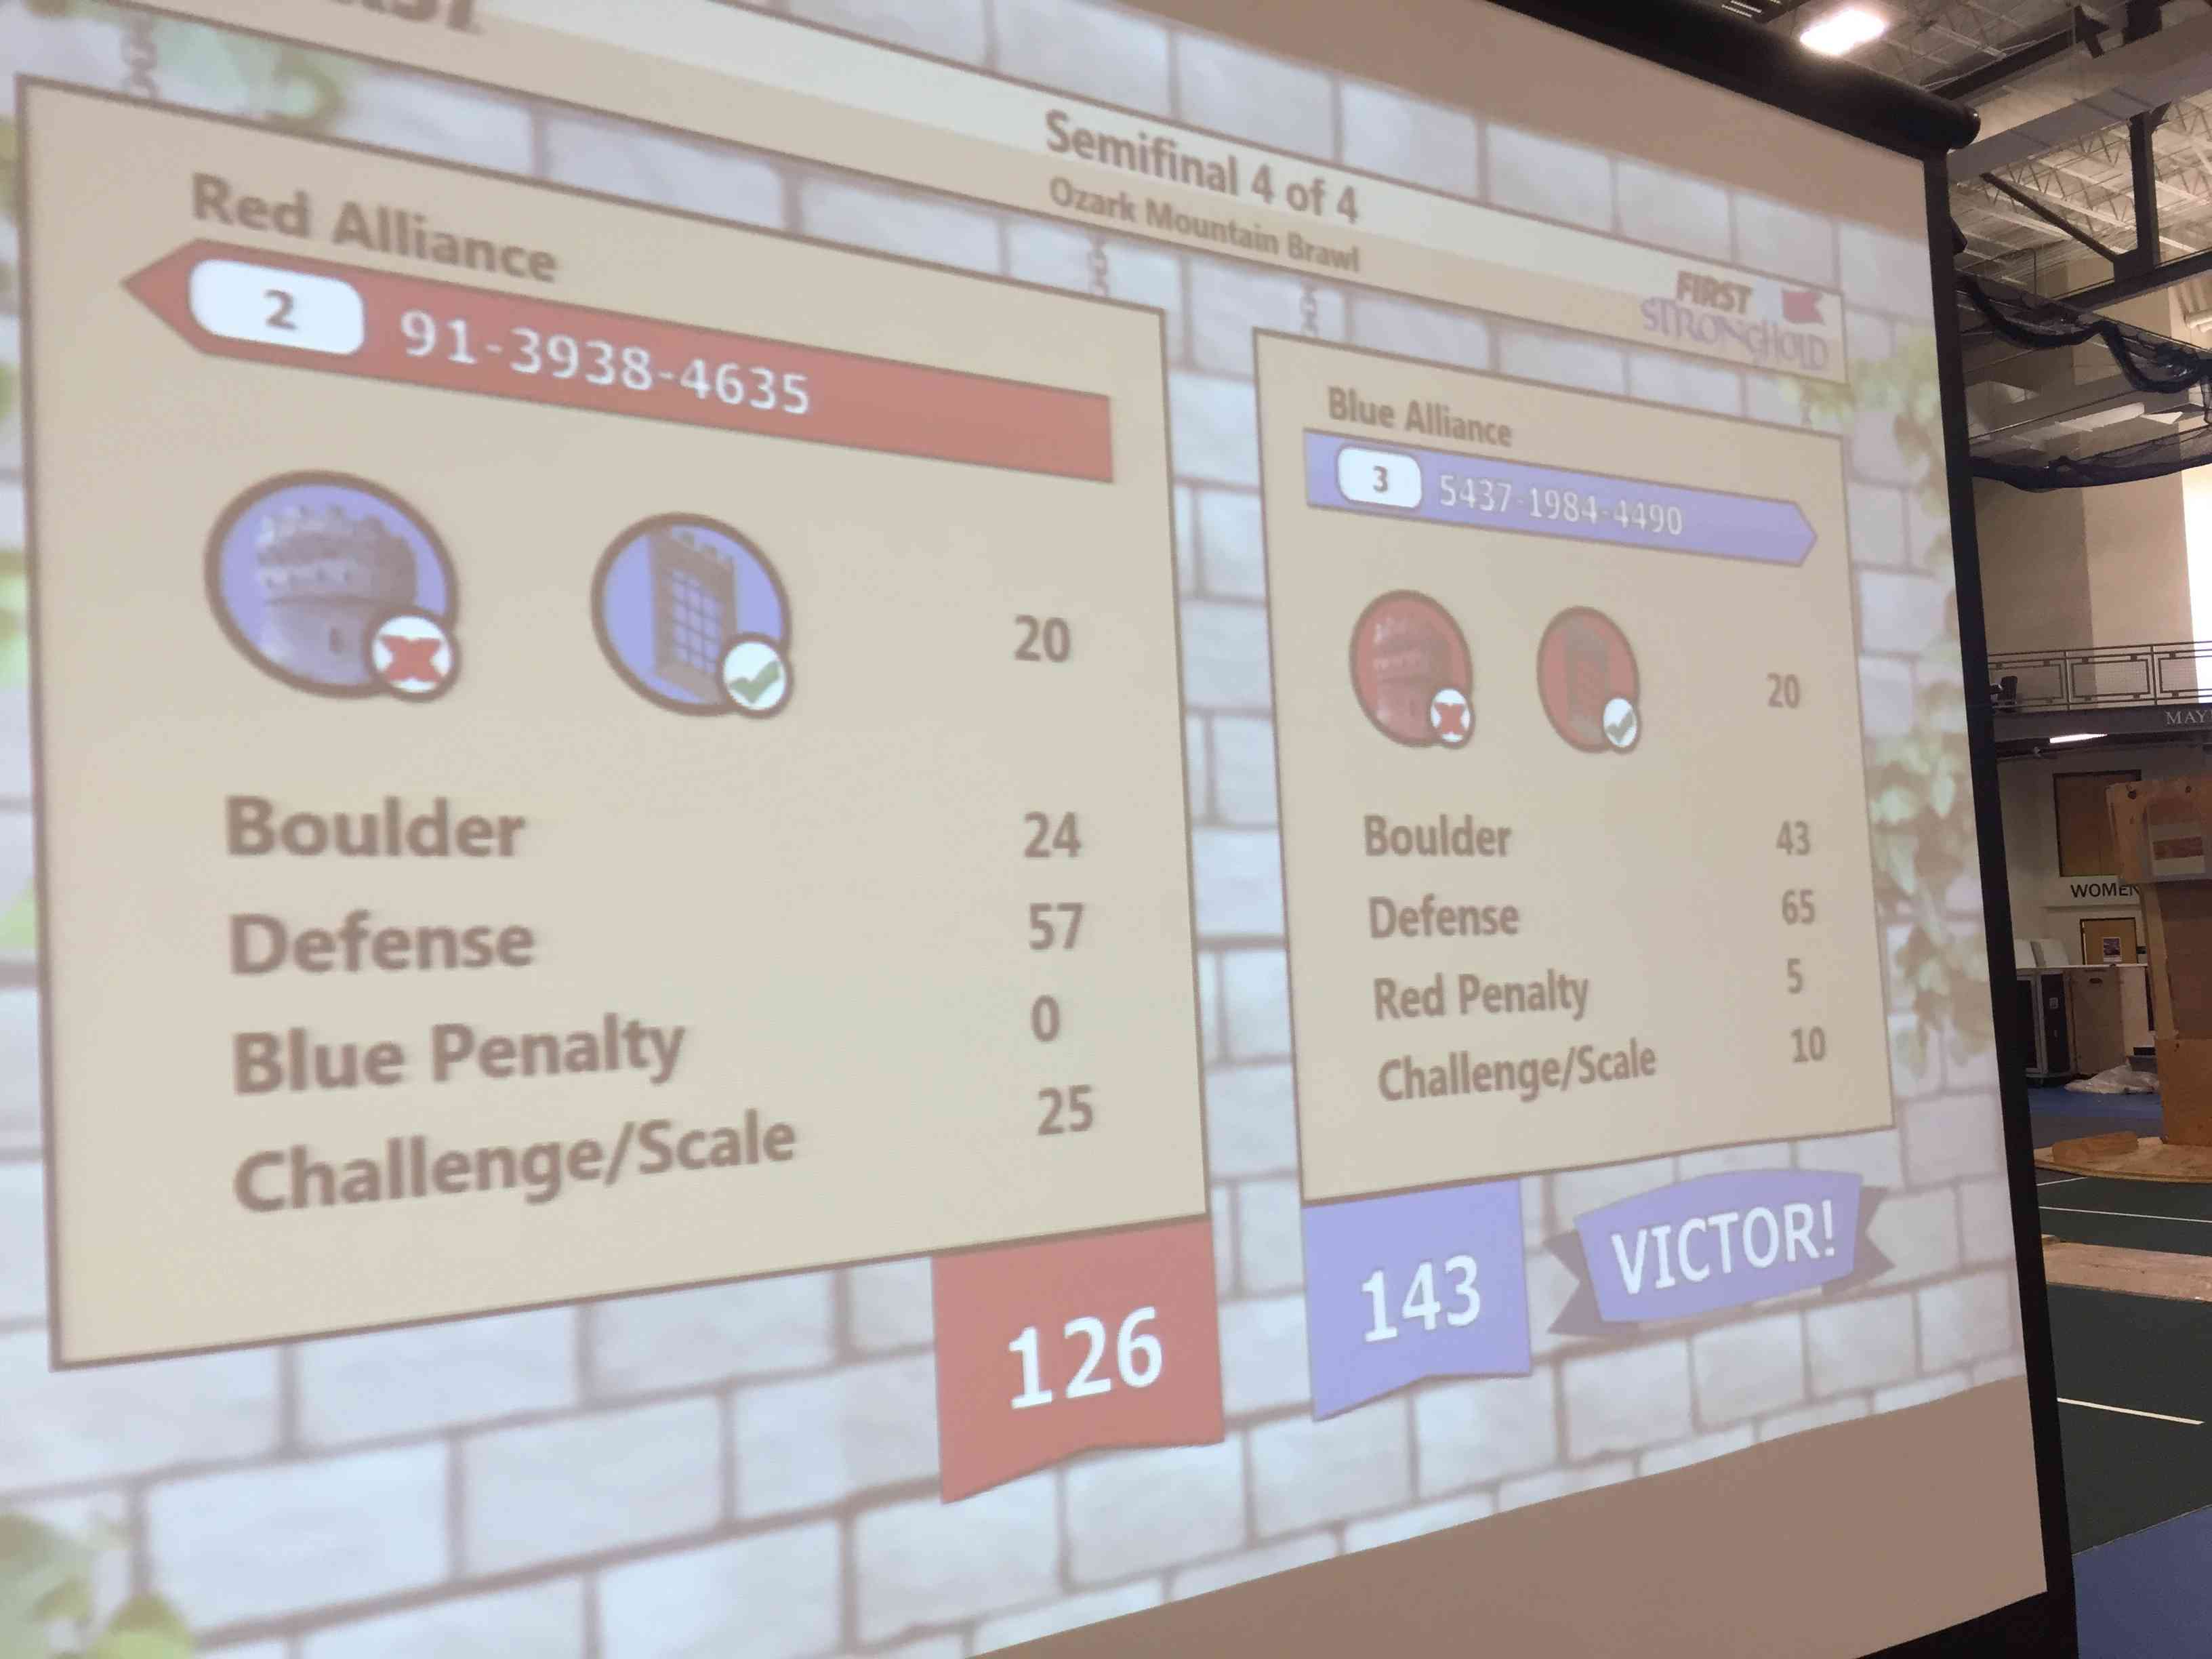 Semifinal 4 of 4
Ozark Mountain Brawl
FIRST
STRONGHOLD
Red Alliance
2 91-3938-4635
20
Boulder 24
Defense 57
Blue Penalty 0
Challenge/Scale 25
126
Blue Alliance
3 5437-1984-4490
20
Boulder 43
Defense 65
Red Penalty 5
Challenge/Scale 10
143 VICTOR!